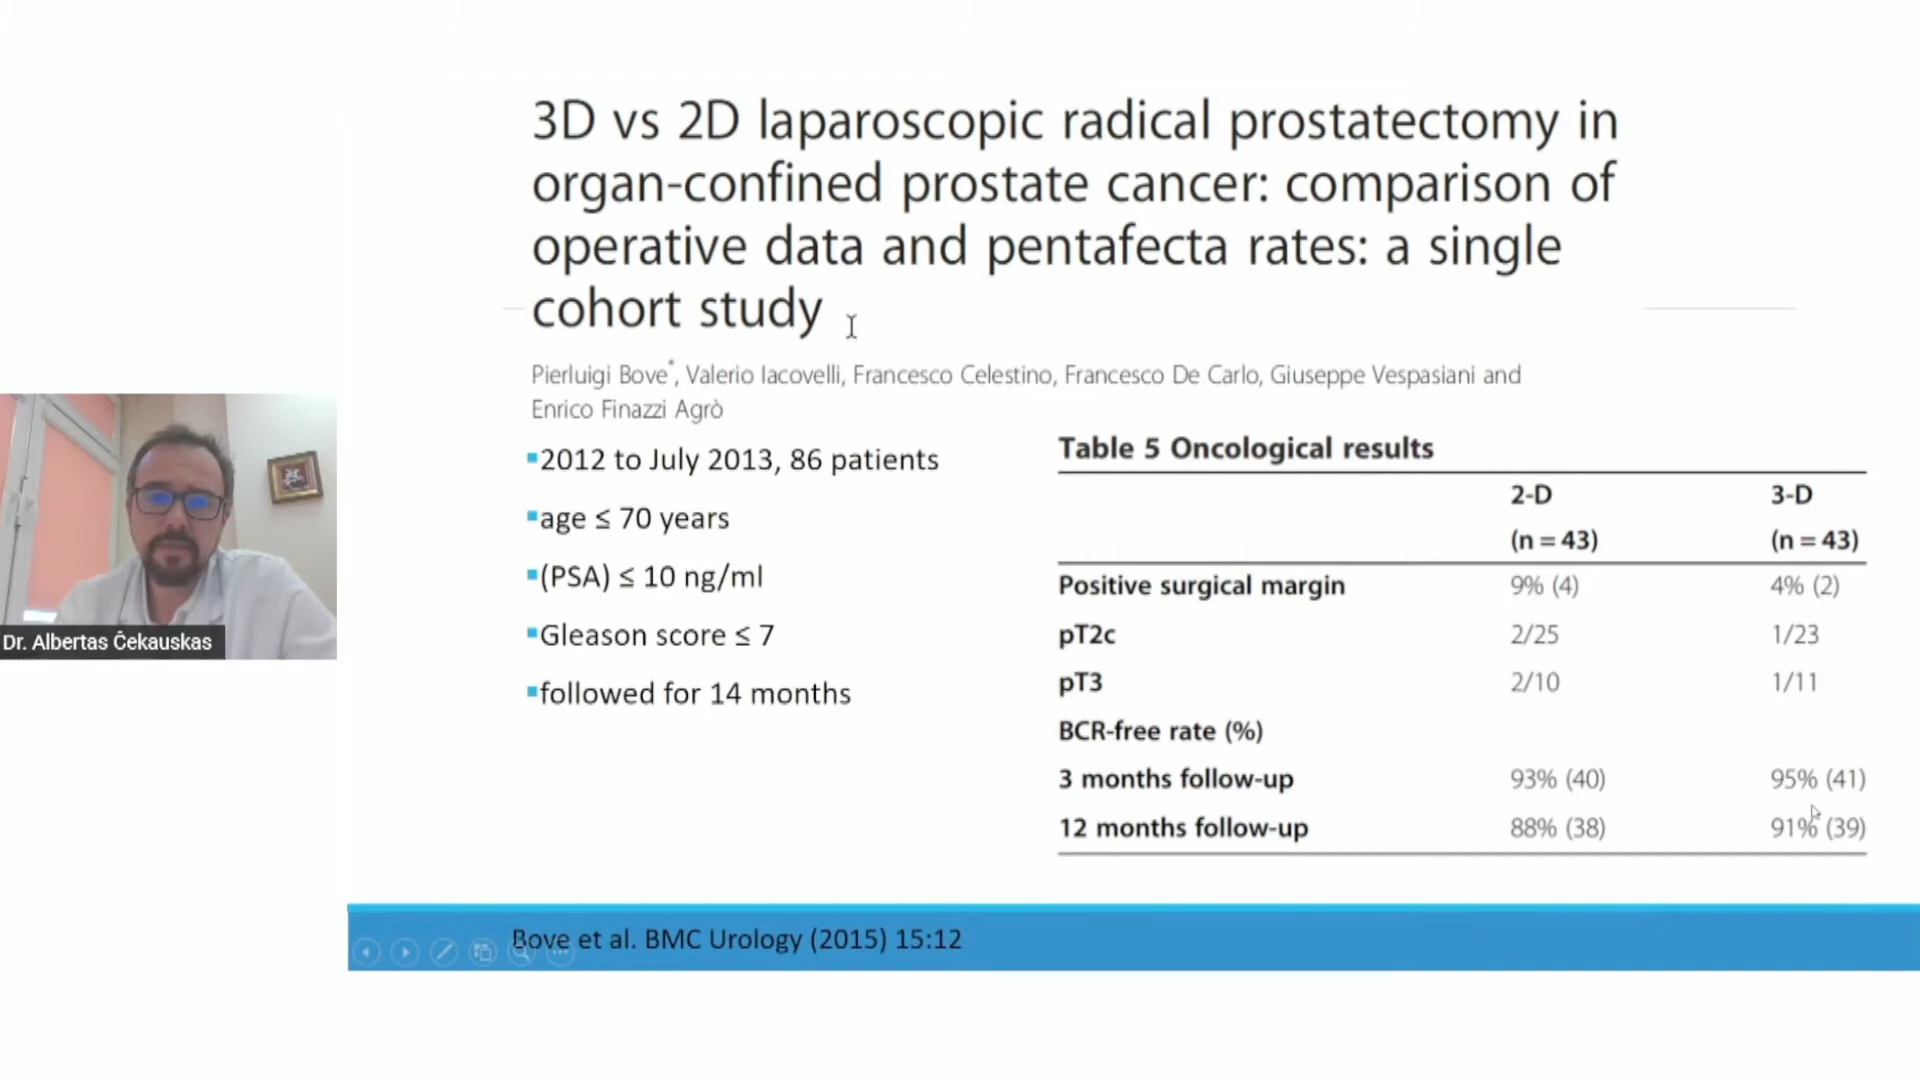 3D vs 2D laparoscopic radical prostatectomy in
organ-confined prostate cancer: comparison of
operative data and pentafecta rates: a single
cohort study
Pierluigi Bove*, Valerio Iacovelli, Francesco Celestino, Francesco De Carlo, Giuseppe Vespasiani and
Enrico Finazzi Agrò
▪2012 to July 2013, 86 patients
▪age ≤ 70 years
▪(PSA) ≤ 10 ng/ml
▪Gleason score ≤ 7
▪followed for 14 months
Table 5 Oncological results
2-D 3-D
(n = 43) (n = 43)
Positive surgical margin 9% (4) 4% (2)
pT2c 2/25 1/23
pT3 2/10 1/11
BCR-free rate (%)
3 months follow-up 93% (40) 95% (41)
12 months follow-up 88% (38) 91% (39)
Dr. Albertas Čekauskas
Bove et al. BMC Urology (2015) 15:12